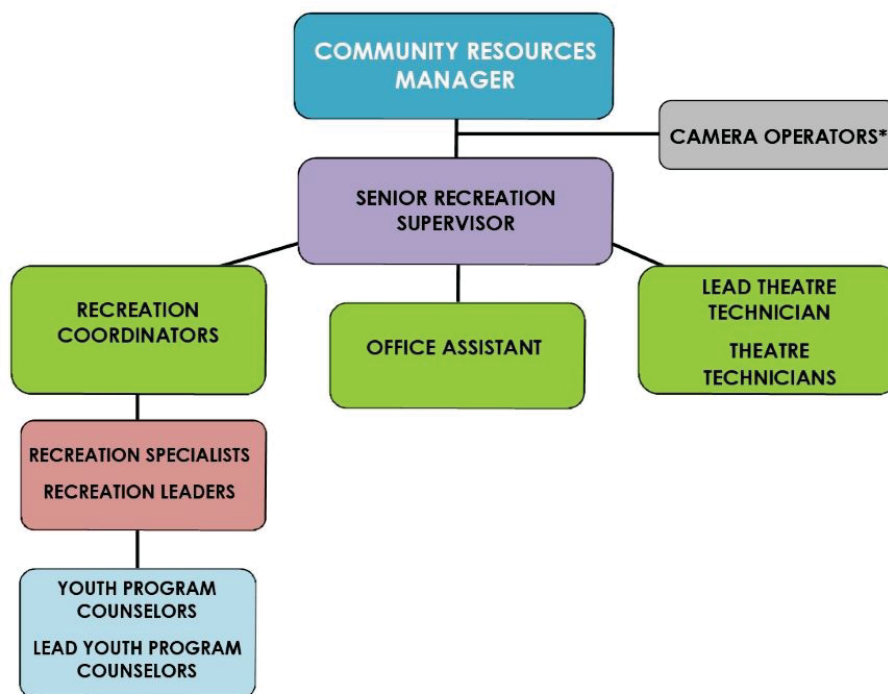 COMMUNITY RESOURCES
MANAGER
CAMERA OPERATORS*
SENIOR RECREATION
SUPERVISOR
RECREATION
COORDINATORS
OFFICE ASSISTANT
LEAD THEATRE
TECHNICIAN
THEATRE
TECHNICIANS
RECREATION SPECIALISTS
RECREATION LEADERS
YOUTH PROGRAM
COUNSELORS
LEAD YOUTH PROGRAM
COUNSELORS